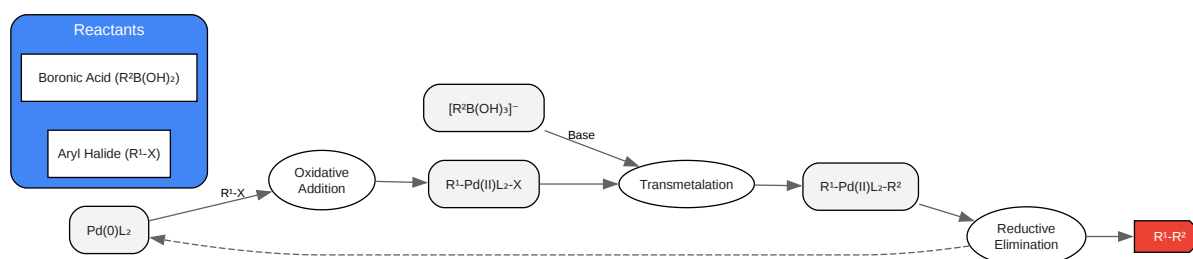 Reactants
Boronic Acid (R²B(OH)₂)
Aryl Halide (R¹-X)
[R²B(OH)₃]⁻
Base
R¹-X
Oxidative
Addition
R¹-Pd(II)L₂-X
Transmetalation
R¹-Pd(II)L₂-R²
Pd(0)L₂
Reductive
Elimination
R¹-R²